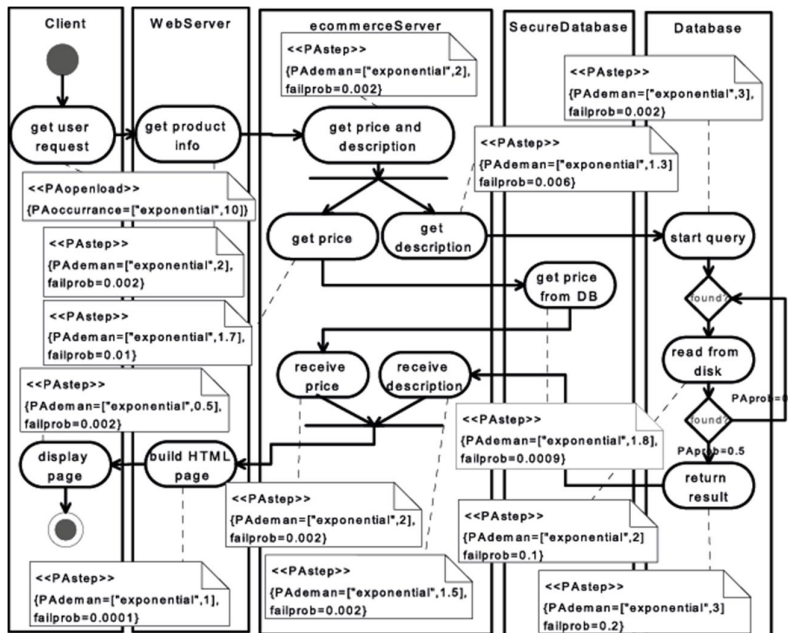 Client
WebServer
ecommerceServer
SecureDatabase
Database
<<PAstep>>
{PAdeman=["exponential",2],
failprob=0.002}
<<PAstep>>
{PAdeman=["exponential",3],
failprob=0.002}
get user
request
get product
info
get price and
description
<<PAstep>>
{PAdeman=["exponential",1.3]
failprob=0.006}
<<PAopenload>>
{PAoccurrance=["exponential",10]}
get price
get
description
start query
<<PAstep>>
{PAdeman=["exponential",2],
failprob=0.002}
get price
from DB
found?
<<PAstep>>
{PAdeman=["exponential",1.7],
failprob=0.01}
receive
price
receive
description
read from
disk
<<PAstep>>
{PAdeman=["exponential",0.5],
failprob=0.002}
PAprob=0
found?
<<PAstep>>
{PAdeman=["exponential",1.8],
failprob=0.0009}
PAprob=0.5
display
page
build HTML
page
return
result
<<PAstep>>
{PAdeman=["exponential",2],
failprob=0.002}
<<PAstep>>
{PAdeman=["exponential",2]
failprob=0.1}
<<PAstep>>
{PAdeman=["exponential",1],
failprob=0.0001}
<<PAstep>>
{PAdeman=["exponential",1.5],
failprob=0.002}
<<PAstep>>
{PAdeman=["exponential",3]
failprob=0.2}